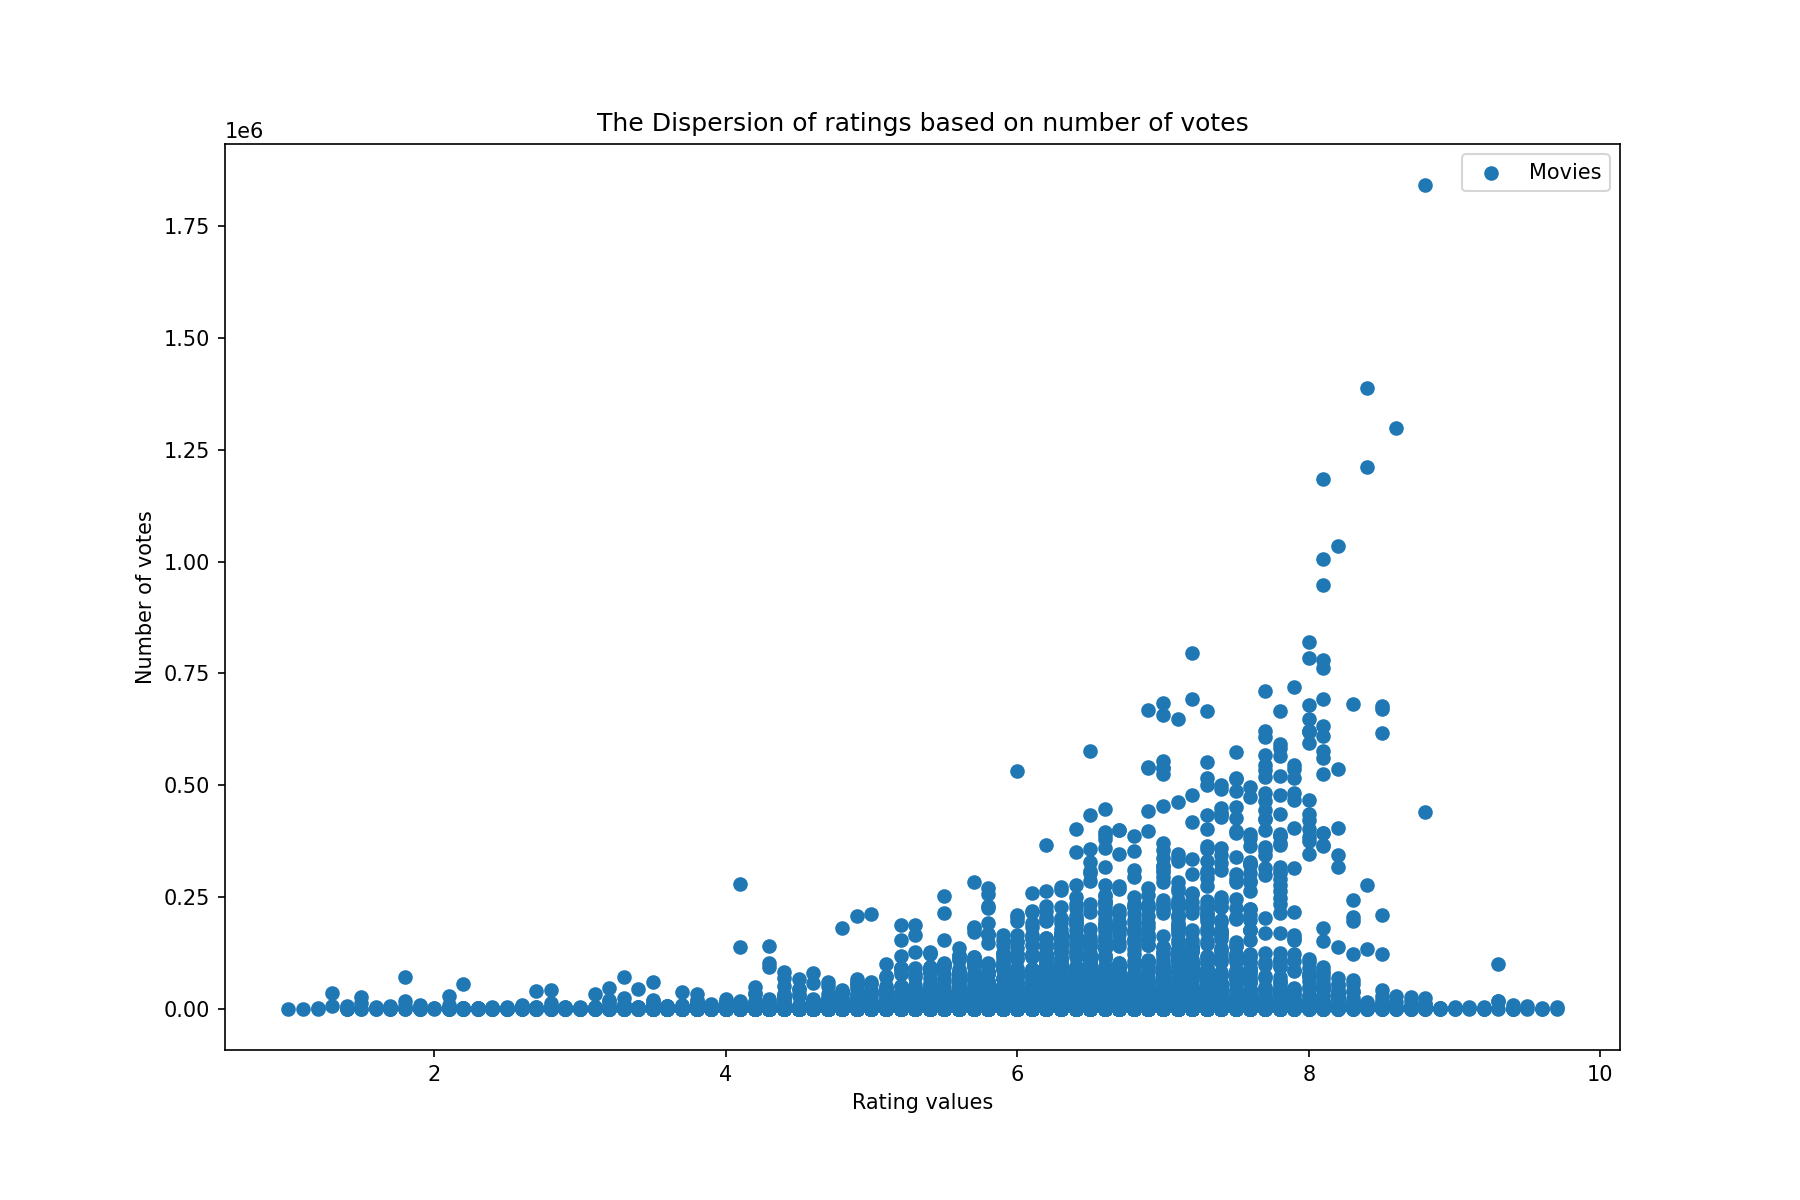 The Dispersion of ratings based on number of votes
1e6
Movies
1.75
1.50
1.25
1.00
0.75
0.50
0.25
0.00
Number of votes
2 4 6 8 10
Rating values